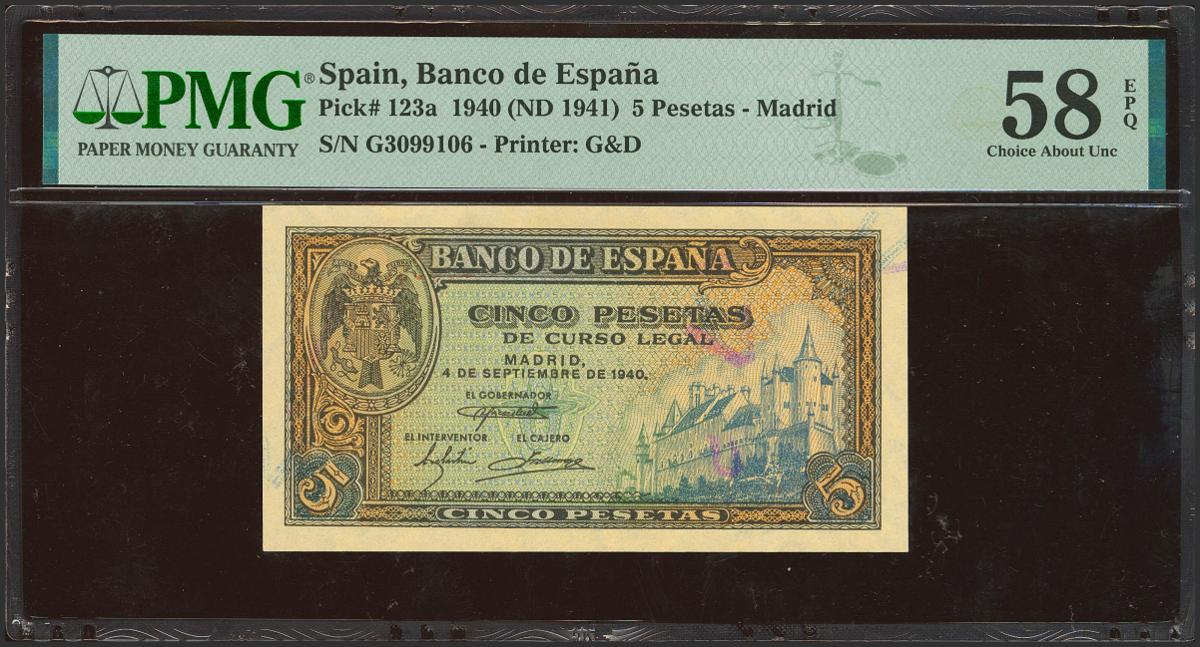 PMG®
PAPER MONEY GUARANTY
Spain, Banco de España
Pick# 123a 1940 (ND 1941) 5 Pesetas - Madrid
S/N G3099106 - Printer: G&D
58
EPQ
Choice About Unc
BANCO DE ESPAÑA
CINCO PESETAS
DE CURSO LEGAL
MADRID,
4 DE SEPTIEMBRE DE 1940.
EL GOBERNADOR
EL INTERVENTOR EL CAJERO
5 5
CINCO PESETAS